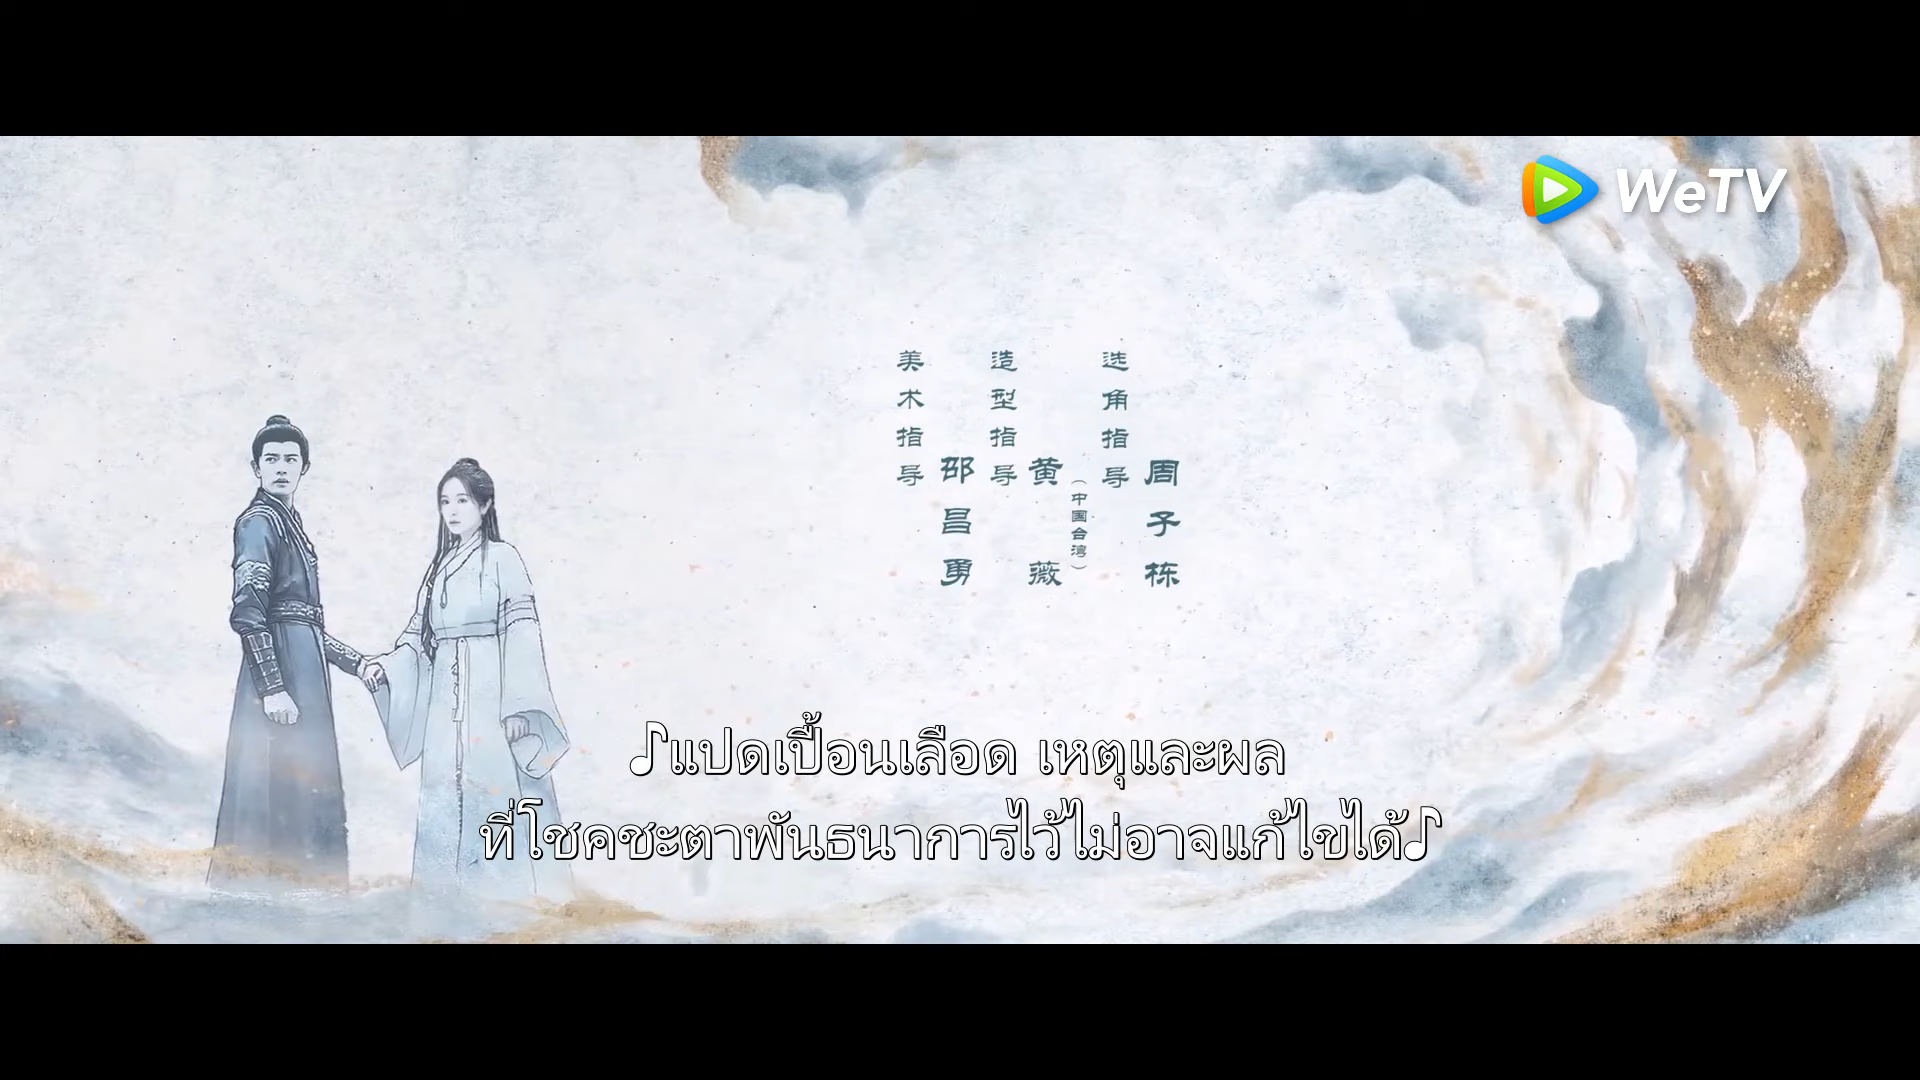 WeTV
选角指导
周子栋
造型指导
黄薇
（中国台湾）
美术指导
邵昌勇
♪แปดเปื้อนเลือด เหตุและผล
ที่โชคชะตาพันธนาการไว้ไม่อาจแก้ไขได้♪